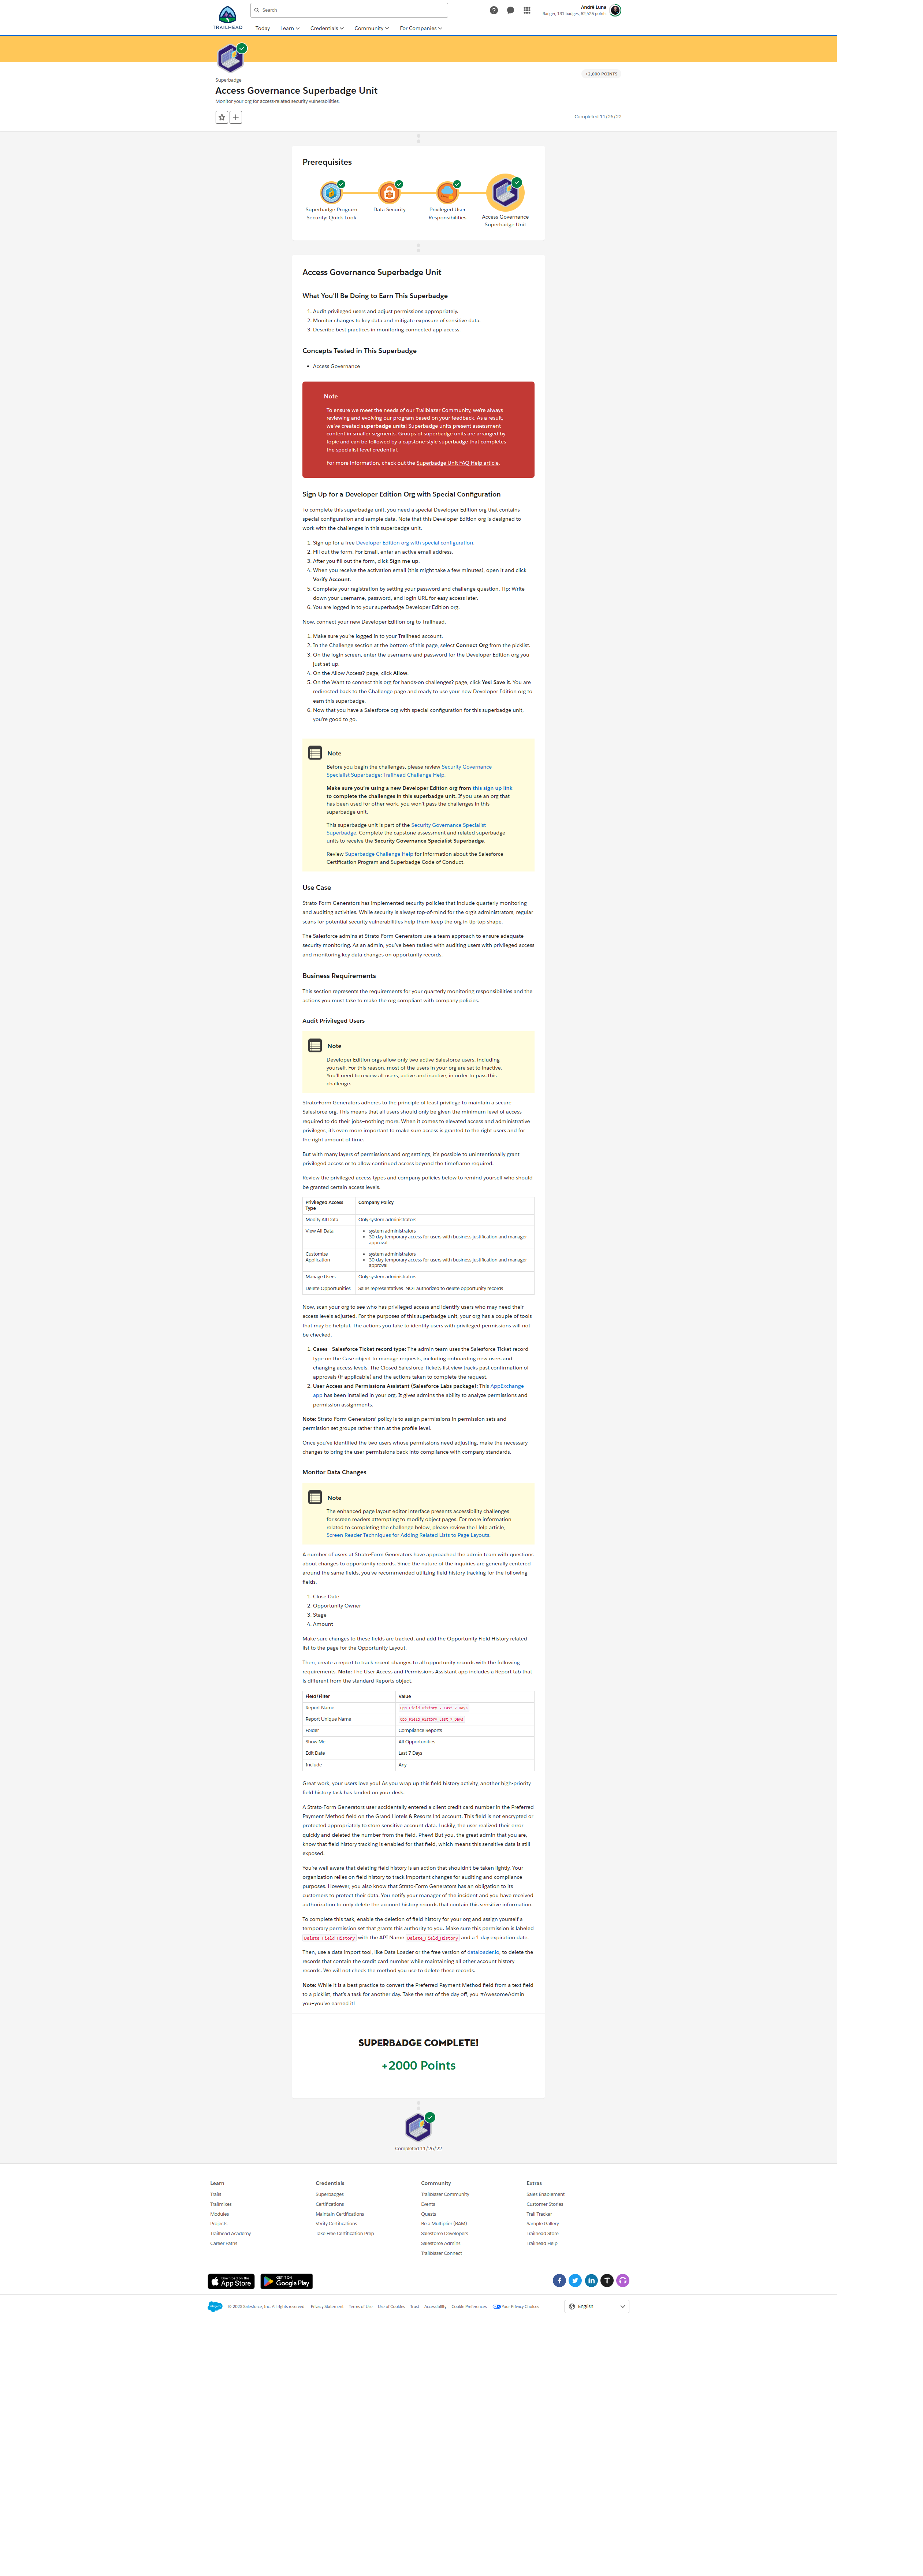 TRAILHEAD
Search
André Luna
Ranger, 131 badges, 62,425 points
Today
Learn
Credentials
Community
For Companies
+2,000 POINTS
Superbadge
Access Governance Superbadge Unit
Monitor your org for access-related security vulnerabilities
Completed 11/26/22
Prerequisites
Superbadge Program
Security: Quick Look
Data Security
Privileged User
Responsibilities
Access Governance
Superbadge Unit
Access Governance Superbadge Unit
What You'll Be Doing to Earn This Superbadge
1. Audit privileged users and adjust permissions appropriately.
2. Monitor changes to key data and mitigate exposure of sensitive data.
3. Describe best practices in monitoring connected app access.
Concepts Tested in This Superbadge
• Access Governance
Note
To ensure we meet the needs of our Trailblazer Community, we're always
reviewing and evolving our program based on your feedback. As a result,
we've created superbadge units! Superbadge units present assessment
content in smaller segments. Groups of superbadge units are arranged by
topic and can be followed by a capstone-style superbadge that completes
the specialist-level credential.
For more information, check out the Superbadge Unit FAQ Help article.
Sign Up for a Developer Edition Org with Special Configuration
To complete this superbadge unit, you need a special Developer Edition org that contains
special configuration and sample data. Note that this Developer Edition org is designed to
work with the challenges in this superbadge unit.
1. Sign up for a free Developer Edition org with special configuration.
2. Fill out the form. For Email, enter an active email address.
3. After you fill out the form, click Sign me up.
4. When you receive the activation email (this might take a few minutes), open it and click
Verify Account.
5. Complete your registration by setting your password and challenge question. Tip: Write
down your username, password, and login URL for easy access later.
6. You are logged in to your superbadge Developer Edition org.
Now, connect your new Developer Edition org to Trailhead.
1. Make sure you're logged in to your Trailhead account.
2. In the Challenge section at the bottom of this page, select Connect Org from the picklist.
3. On the login screen, enter the username and password for the Developer Edition org you
just set up.
4. On the Allow Access? page, click Allow.
5. On the Want to connect this org for hands-on challenges? page, click Yes! Save it. You are
redirected back to the Challenge page and ready to use your new Developer Edition org to
earn this superbadge.
6. Now that you have a Salesforce org with special configuration for this superbadge unit,
you're good to go.
Note
Before you begin the challenges, please review Security Governance
Specialist Superbadge: Trailhead Challenge Help.
Make sure you're using a new Developer Edition org from this sign up link
to complete the challenges in this superbadge unit. If you use an org that
has been used for other work, you won't pass the challenges in this
superbadge unit.
This superbadge unit is part of the Security Governance Specialist
Superbadge. Complete the capstone assessment and related superbadge
units to receive the Security Governance Specialist Superbadge.
Review Superbadge Challenge Help for information about the Salesforce
Certification Program and Superbadge Code of Conduct.
Use Case
Strato-Form Generators has implemented security policies that include quarterly monitoring
and auditing activities. While security is always top-of-mind for the org's administrators, regular
scans for potential security vulnerabilities help them keep the org in tip-top shape.
The Salesforce admins at Strato-Form Generators use a team approach to ensure adequate
security monitoring. As an admin, you've been tasked with auditing users with privileged access
and monitoring key data changes on opportunity records.
Business Requirements
This section represents the requirements for your quarterly monitoring responsibilities and the
actions you must take to make the org compliant with company policies.
Audit Privileged Users
Note
Developer Edition orgs allow only two active Salesforce users, including
yourself. For this reason, most of the users in your org are set to inactive.
You'll need to review all users, active and inactive, in order to pass this
challenge.
Strato-Form Generators adheres to the principle of least privilege to maintain a secure
Salesforce org. This means that all users should only be given the minimum level of access
required to do their jobs—nothing more. When it comes to elevated access and administrative
privileges, it's even more important to make sure access is granted to the right users and for
the right amount of time.
But with many layers of permissions and org settings, it's possible to unintentionally grant
privileged access or to allow continued access beyond the timeframe required.
Review the privileged access types and company policies below to remind yourself who should
be granted certain access levels.
Privileged Access
Type
Company Policy
Modify All Data
Only system administrators
View All Data
• system administrators
• 30-day temporary access for users with business justification and manager
approval
Customize
Application
• system administrators
• 30-day temporary access for users with business justification and manager
approval
Manage Users
Only system administrators
Delete Opportunities
Sales representatives: NOT authorized to delete opportunity records
Now, scan your org to see who has privileged access and identify users who may need their
access levels adjusted. For the purposes of this superbadge unit, your org has a couple of tools
that may be helpful. The actions you take to identify users with privileged permissions will not
be checked.
1. Cases - Salesforce Ticket record type: The admin team uses the Salesforce Ticket record
type on the Case object to manage requests, including onboarding new users and
changing access levels. The Closed Salesforce Tickets list view tracks past confirmation of
approvals (if applicable) and the actions taken to complete the request.
2. User Access and Permissions Assistant (Salesforce Labs package): This AppExchange
app has been installed in your org. It gives admins the ability to analyze permissions and
permission assignments.
Note: Strato-Form Generators' policy is to assign permissions in permission sets and
permission set groups rather than at the profile level.
Once you've identified the two users whose permissions need adjusting, make the necessary
changes to bring the user permissions back into compliance with company standards.
Monitor Data Changes
Note
The enhanced page layout editor interface presents accessibility challenges
for screen readers attempting to modify object pages. For more information
related to completing the challenge below, please review the Help article,
Screen Reader Techniques for Adding Related Lists to Page Layouts.
A number of users at Strato-Form Generators have approached the admin team with questions
about changes to opportunity records. Since the nature of the inquiries are generally centered
around the same fields, you've recommended utilizing field history tracking for the following
fields.
1. Close Date
2. Opportunity Owner
3. Stage
4. Amount
Make sure changes to these fields are tracked, and add the Opportunity Field History related
list to the page for the Opportunity Layout.
Then, create a report to track recent changes to all opportunity records with the following
requirements. Note: The User Access and Permissions Assistant app includes a Report tab that
is different from the standard Reports object.
Field/Filter
Value
Report Name
Opp Field History - Last 7 Days
Report Unique Name
Opp_Field_History_Last_7_Days
Folder
Compliance Reports
Show Me
All Opportunities
Edit Date
Last 7 Days
Include
Any
Great work, your users love you! As you wrap up this field history activity, another high-priority
field history task has landed on your desk.
A Strato-Form Generators user accidentally entered a client credit card number in the Preferred
Payment Method field on the Grand Hotels & Resorts Ltd account. This field is not encrypted or
protected appropriately to store sensitive account data. Luckily, the user realized their error
quickly and deleted the number from the field. Phew! But you, the great admin that you are,
know that field history tracking is enabled for that field, which means this sensitive data is still
exposed.
You're well aware that deleting field history is an action that shouldn't be taken lightly. Your
organization relies on field history to track important changes for auditing and compliance
purposes. However, you also know that Strato-Form Generators has an obligation to its
customers to protect their data. You notify your manager of the incident and you have received
authorization to only delete the account history records that contain this sensitive information.
To complete this task, enable the deletion of field history for your org and assign yourself a
temporary permission set that grants this authority to you. Make sure this permission is labeled
Delete Field History with the API Name Delete_Field_History and a 1 day expiration date.
Then, use a data import tool, like Data Loader or the free version of dataloader.io, to delete the
records that contain the credit card number while maintaining all other account history
records. We will not check the method you use to delete these records.
Note: While it is a best practice to convert the Preferred Payment Method field from a text field
to a picklist, that's a task for another day. Take the rest of the day off, you #AwesomeAdmin
you—you've earned it!
SUPERBADGE COMPLETE!
+2000 Points
Completed 11/26/22
Learn
Trails
Trailmixes
Modules
Projects
Trailhead Academy
Career Paths
Credentials
Superbadges
Certifications
Maintain Certifications
Verify Certifications
Take Free Certification Prep
Community
Trailblazer Community
Events
Quests
Be a Multiplier (BAM)
Salesforce Developers
Salesforce Admins
Trailblazer Connect
Extras
Sales Enablement
Customer Stories
Trail Tracker
Sample Gallery
Trailhead Store
Trailhead Help
Download on the
App Store
GET IT ON
Google Play
© 2023 Salesforce, Inc. All rights reserved.
Privacy Statement
Terms of Use
Use of Cookies
Trust
Accessibility
Cookie Preferences
Your Privacy Choices
English